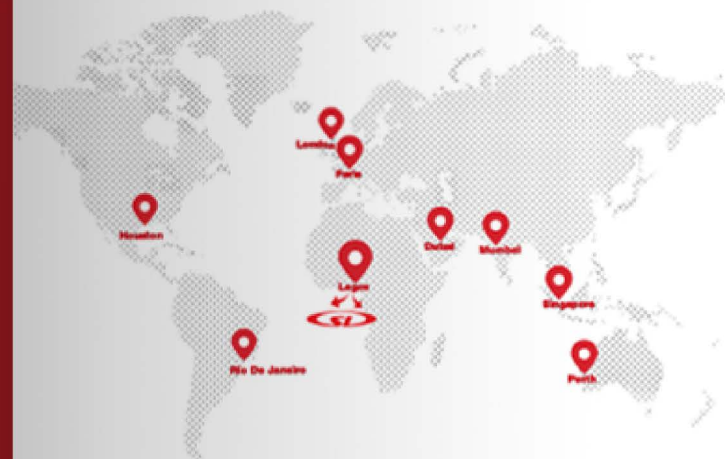 London
Paris
Houston
Dubai
Mumbai
Lagos
Singapore
Rio De Janeiro
Perth